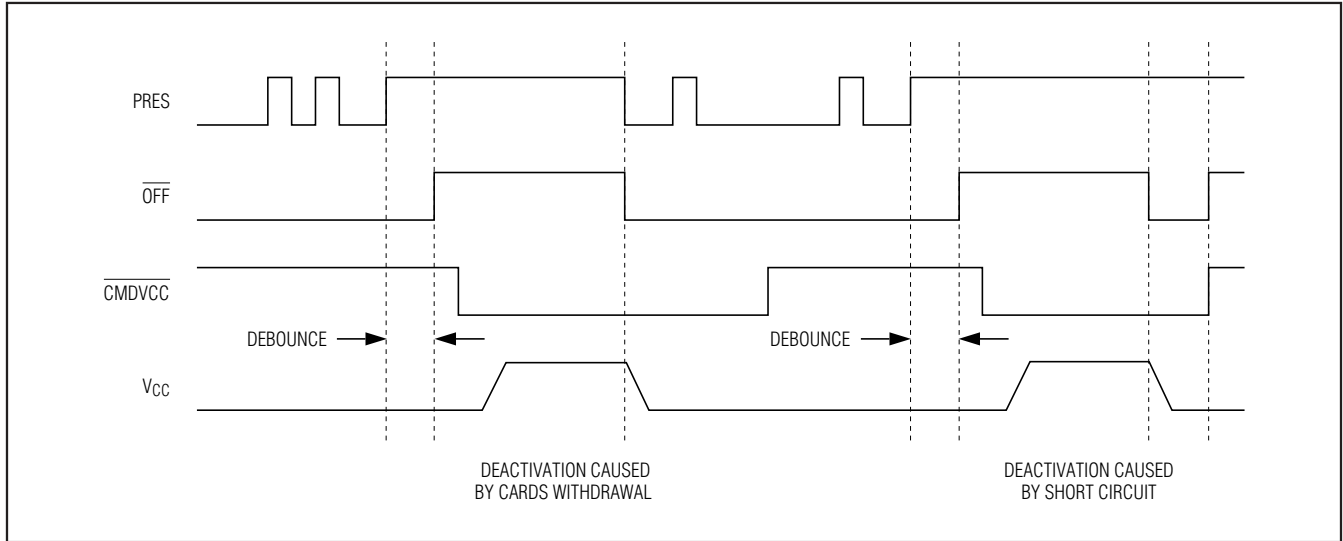 PRES
OFF
CMDVCC
DEBOUNCE
DEBOUNCE
VCC
DEACTIVATION CAUSED
BY CARDS WITHDRAWAL
DEACTIVATION CAUSED
BY SHORT CIRCUIT